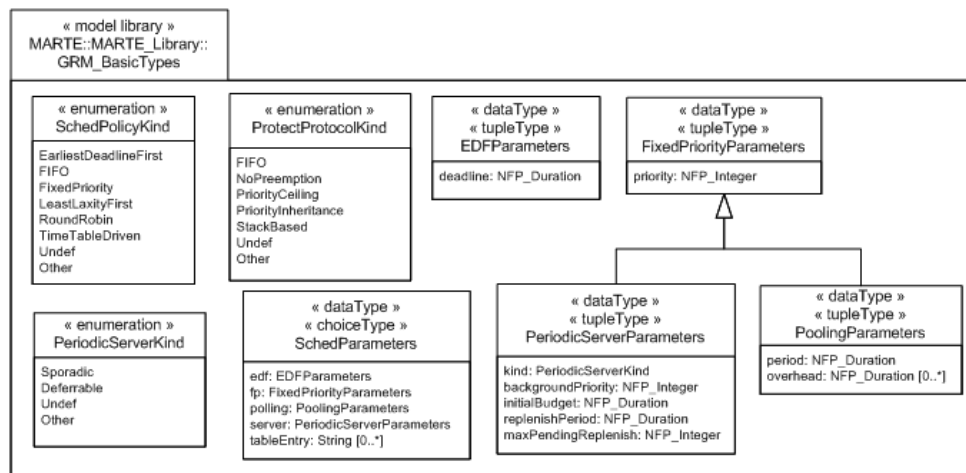 « model library »
MARTE::MARTE_Library::
GRM_BasicTypes
« enumeration »
SchedPolicyKind
EarliestDeadlineFirst
FIFO
FixedPriority
LeastLaxityFirst
RoundRobin
TimeTableDriven
Undef
Other
« enumeration »
ProtectProtocolKind
FIFO
NoPreemption
PriorityCeiling
PriorityInheritance
StackBased
Undef
Other
« dataType »
« tupleType »
EDFParameters
deadline: NFP_Duration
« dataType »
« tupleType »
FixedPriorityParameters
priority: NFP_Integer
« enumeration »
PeriodicServerKind
Sporadic
Deferrable
Undef
Other
« dataType »
« choiceType »
SchedParameters
edf: EDFParameters
fp: FixedPriorityParameters
polling: PoolingParameters
server: PeriodicServerParameters
tableEntry: String [0..*]
« dataType »
« tupleType »
PeriodicServerParameters
kind: PeriodicServerKind
backgroundPriority: NFP_Integer
initialBudget: NFP_Duration
replenishPeriod: NFP_Duration
maxPendingReplenish: NFP_Integer
« dataType »
« tupleType »
PoolingParameters
period: NFP_Duration
overhead: NFP_Duration [0..*]